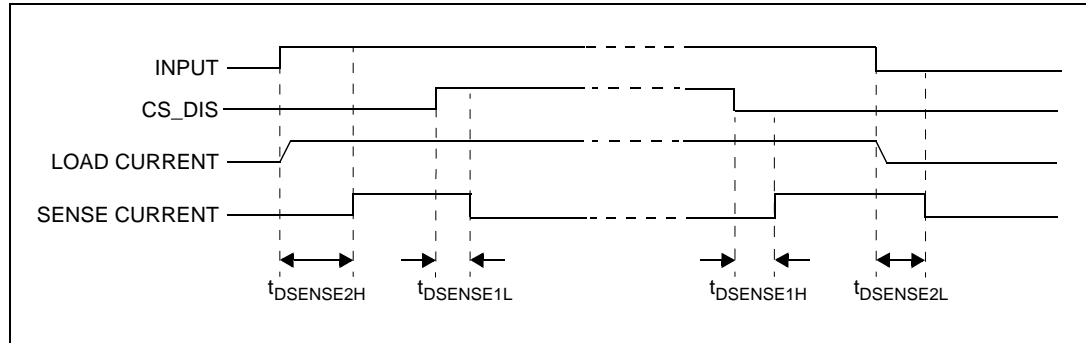 INPUT
CS_DIS
LOAD CURRENT
SENSE CURRENT
tDSENSE2H tDSENSE1L tDSENSE1H tDSENSE2L